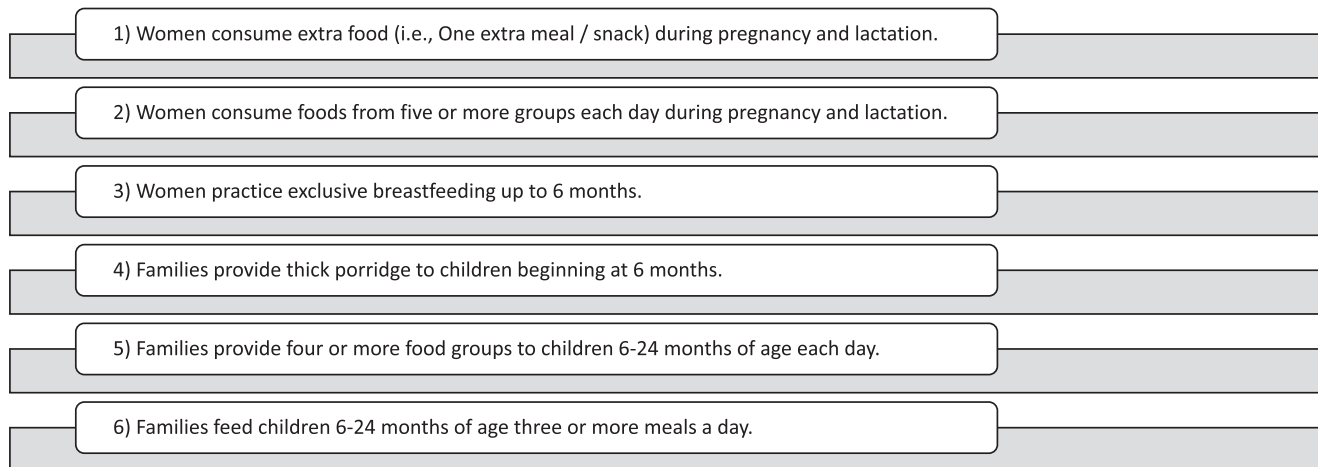 1) Women consume extra food (i.e., One extra meal / snack) during pregnancy and lactation.
2) Women consume foods from five or more groups each day during pregnancy and lactation.
3) Women practice exclusive breastfeeding up to 6 months.
4) Families provide thick porridge to children beginning at 6 months.
5) Families provide four or more food groups to children 6-24 months of age each day.
6) Families feed children 6-24 months of age three or more meals a day.